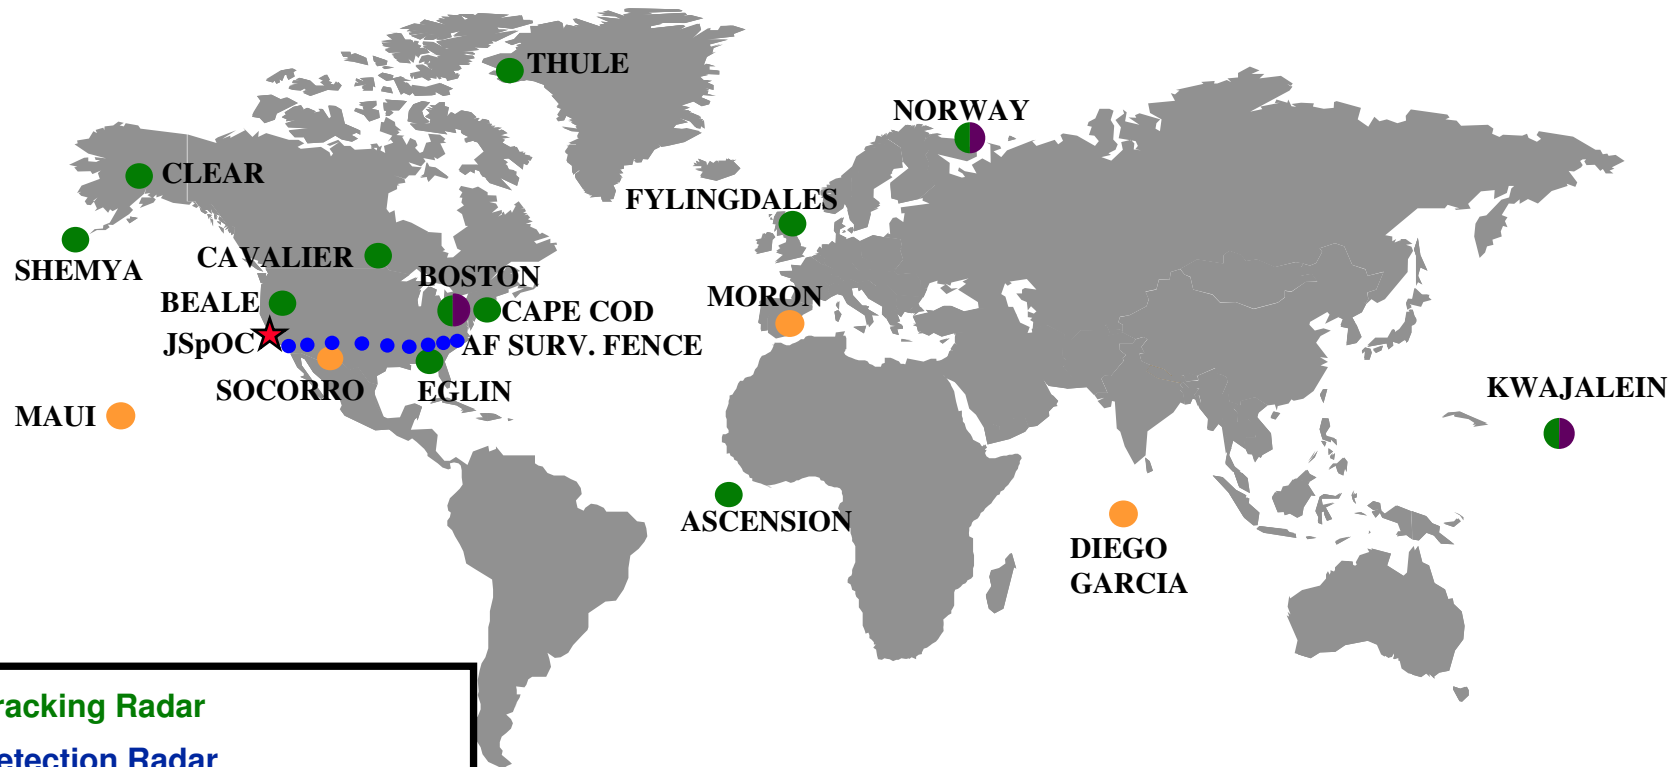 THULE
NORWAY
CLEAR
FYLINGDALES
CAVALIER
SHEMYA
BOSTON
BEALE
MORON
CAPE COD
JSpOC
AF SURV. FENCE
SOCORRO
EGLIN
KWAJALEIN
MAUI
ASCENSION
DIEGO
GARCIA
racking Radar
etection Radar